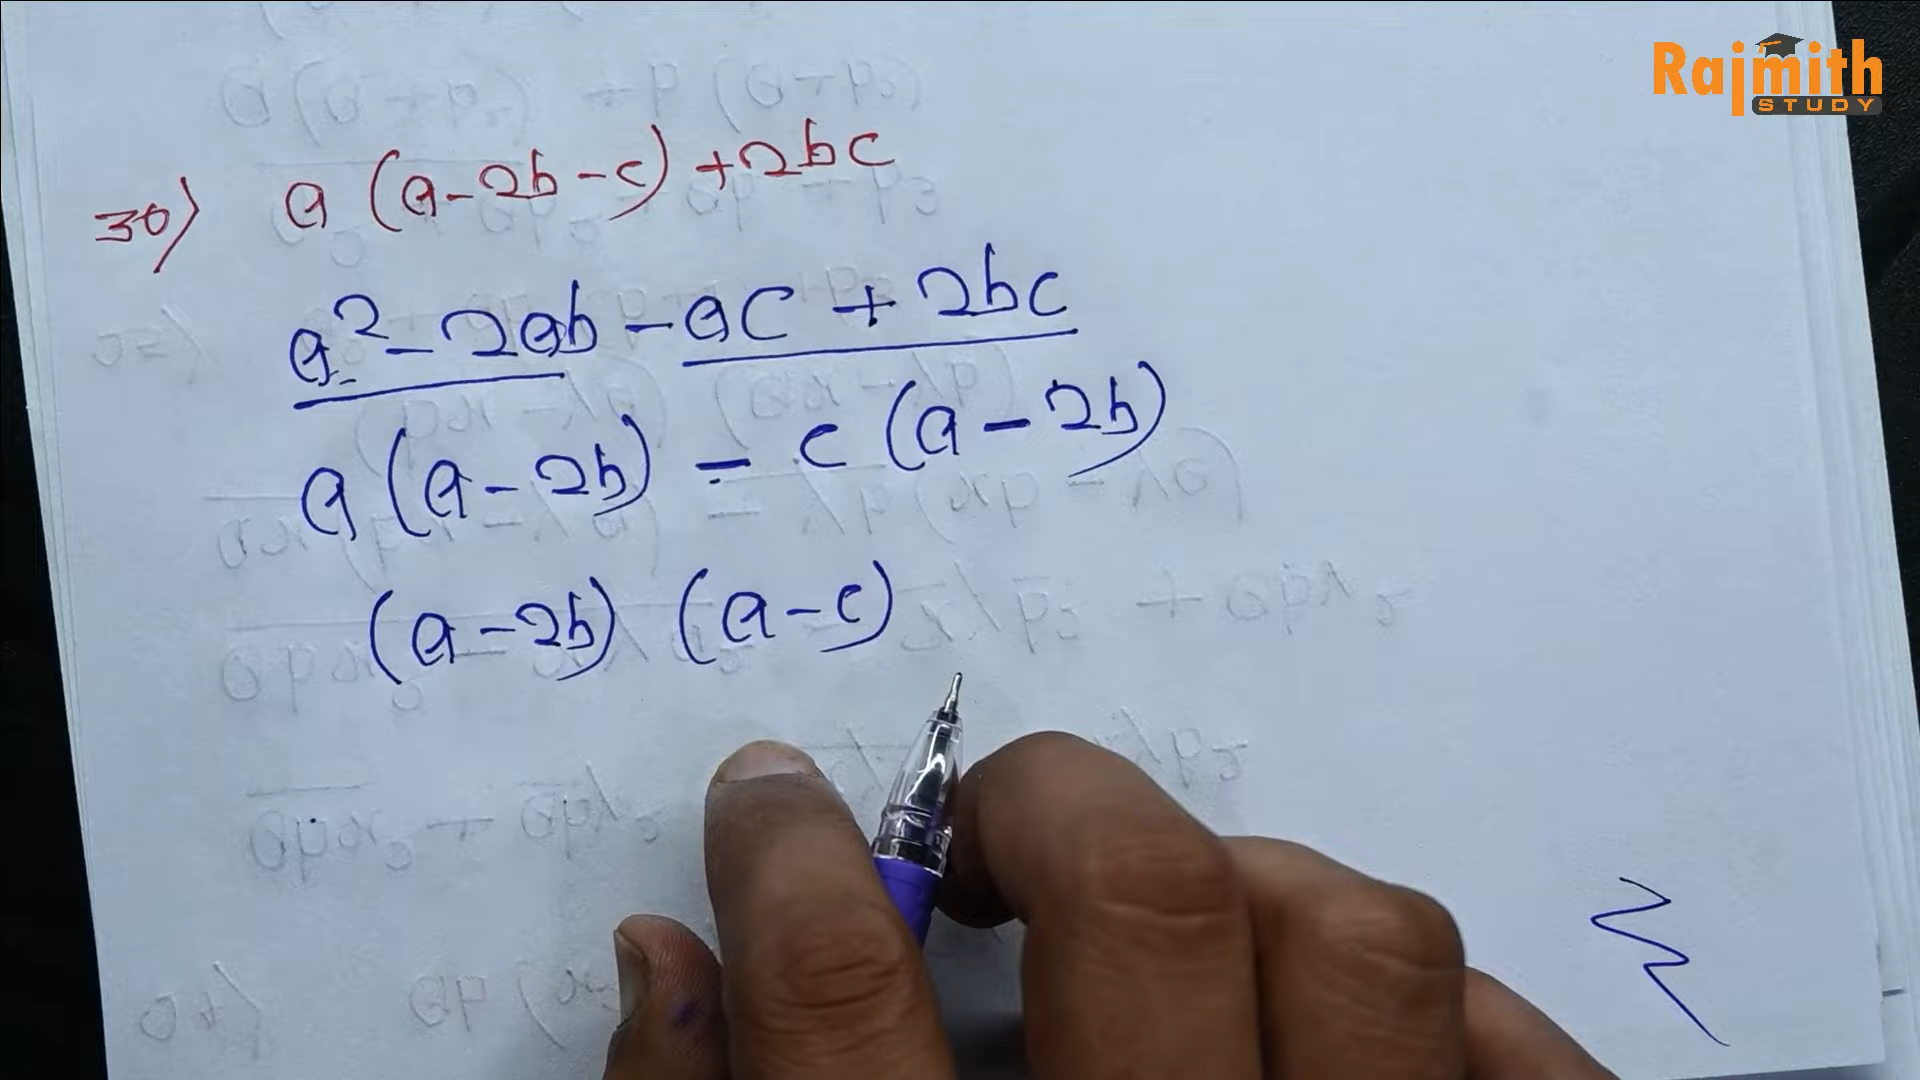 Rajmith
STUDY
30) a (a-2b-c) +2bc
a² - 2ab - ac + 2bc
a (a - 2b) - c (a - 2b)
(a - 2b) (a - c)